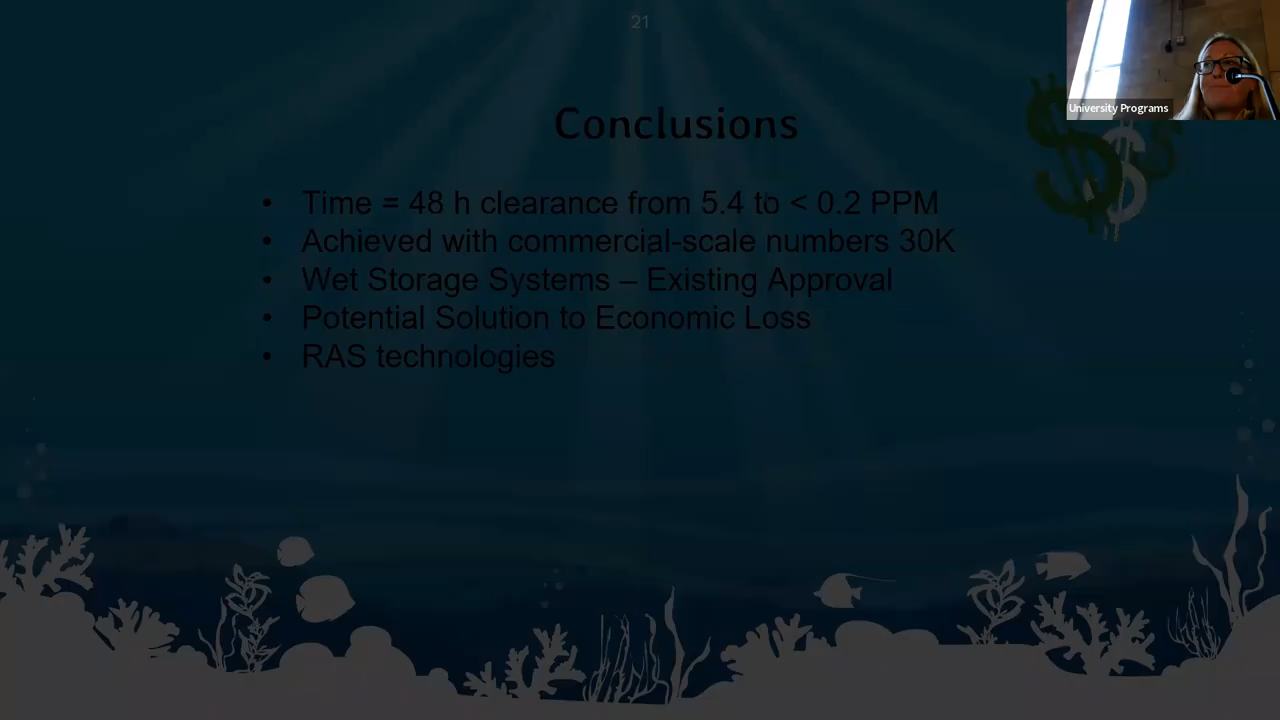 21
University Programs
Conclusions
• Time = 48 h clearance from 5.4 to < 0.2 PPM
• Achieved with commercial-scale numbers 30K
• Wet Storage Systems – Existing Approval
• Potential Solution to Economic Loss
• RAS technologies